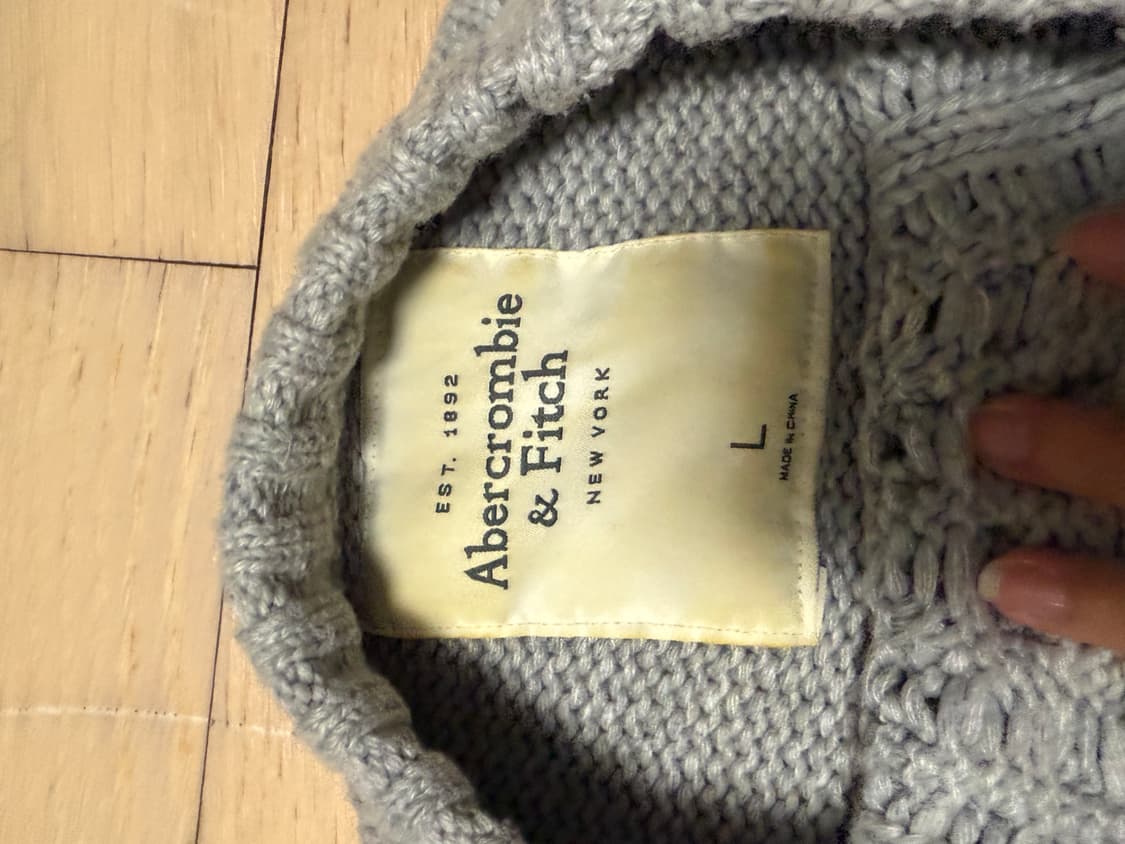 EST. 1892
Abercrombie
& Fitch
NEW YORK
L
MADE IN CHINA